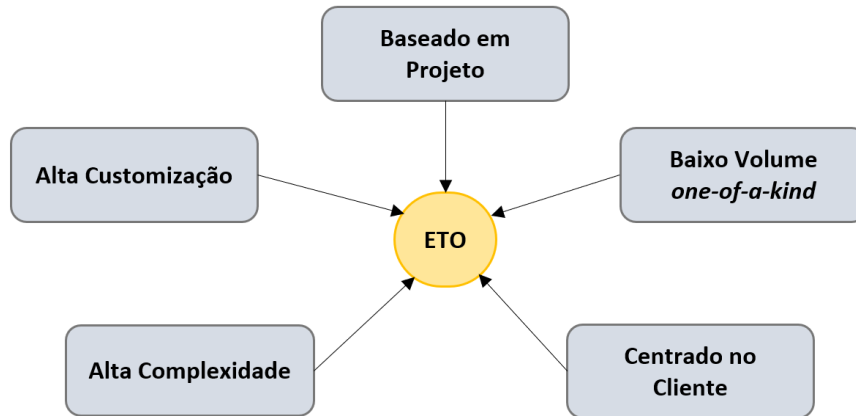 Baseado em
Projeto
Alta Customização
Baixo Volume
one-of-a-kind
ETO
Alta Complexidade
Centrado no
Cliente